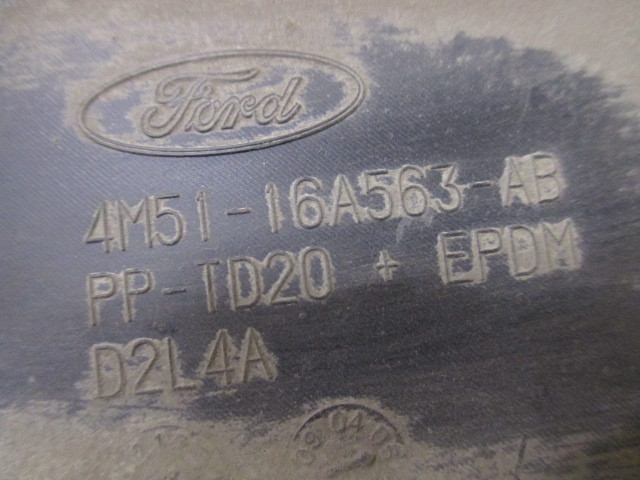 Ford
4M51-16A563-AB
PP-TD20 + EPDM
D2L4A